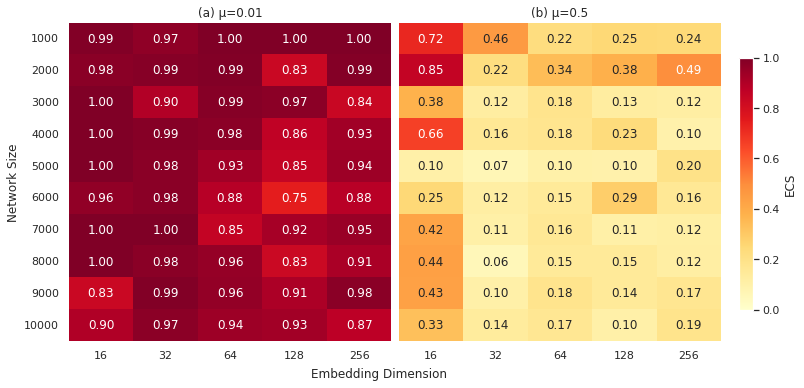 (a) μ=0.01 (b) μ=0.5
1000 0.99 0.97 1.00 1.00 1.00 0.72 0.46 0.22 0.25 0.24
2000 0.98 0.99 0.99 0.83 0.99 0.85 0.22 0.34 0.38 0.49
3000 1.00 0.90 0.99 0.97 0.84 0.38 0.12 0.18 0.13 0.12
4000 1.00 0.99 0.98 0.86 0.93 0.66 0.16 0.18 0.23 0.10
5000 1.00 0.98 0.93 0.85 0.94 0.10 0.07 0.10 0.10 0.20
6000 0.96 0.98 0.88 0.75 0.88 0.25 0.12 0.15 0.29 0.16
7000 1.00 1.00 0.85 0.92 0.95 0.42 0.11 0.16 0.11 0.12
8000 1.00 0.98 0.96 0.83 0.91 0.44 0.06 0.15 0.15 0.12
9000 0.83 0.99 0.96 0.91 0.98 0.43 0.10 0.18 0.14 0.17
10000 0.90 0.97 0.94 0.93 0.87 0.33 0.14 0.17 0.10 0.19
16 32 64 128 256 16 32 64 128 256
Network Size
Embedding Dimension
1.0
0.8
0.6
0.4
0.2
0.0
ECS